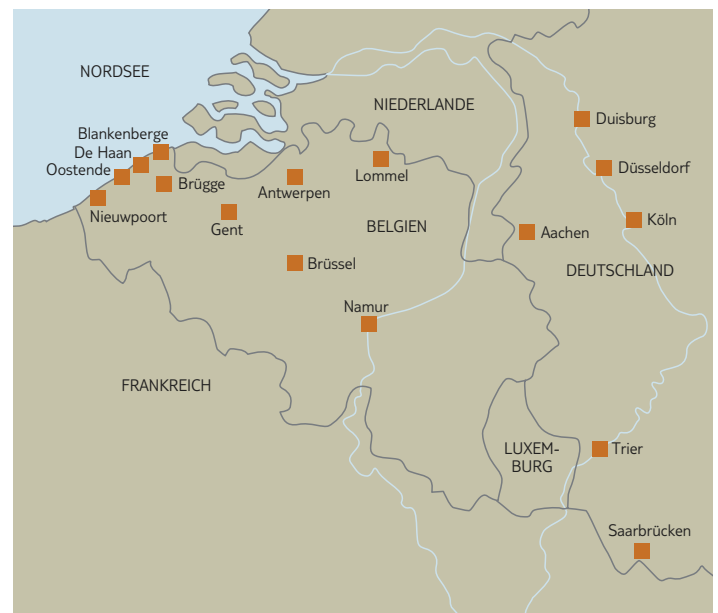 NORDSEE
NIEDERLANDE
Duisburg
Blankenberge
De Haan
Oostende
Brügge
Nieuwpoort
Gent
Antwerpen
Lommel
Düsseldorf
Köln
BELGIEN
Aachen
Brüssel
DEUTSCHLAND
Namur
FRANKREICH
LUXEM-
BURG
Trier
Saarbrücken